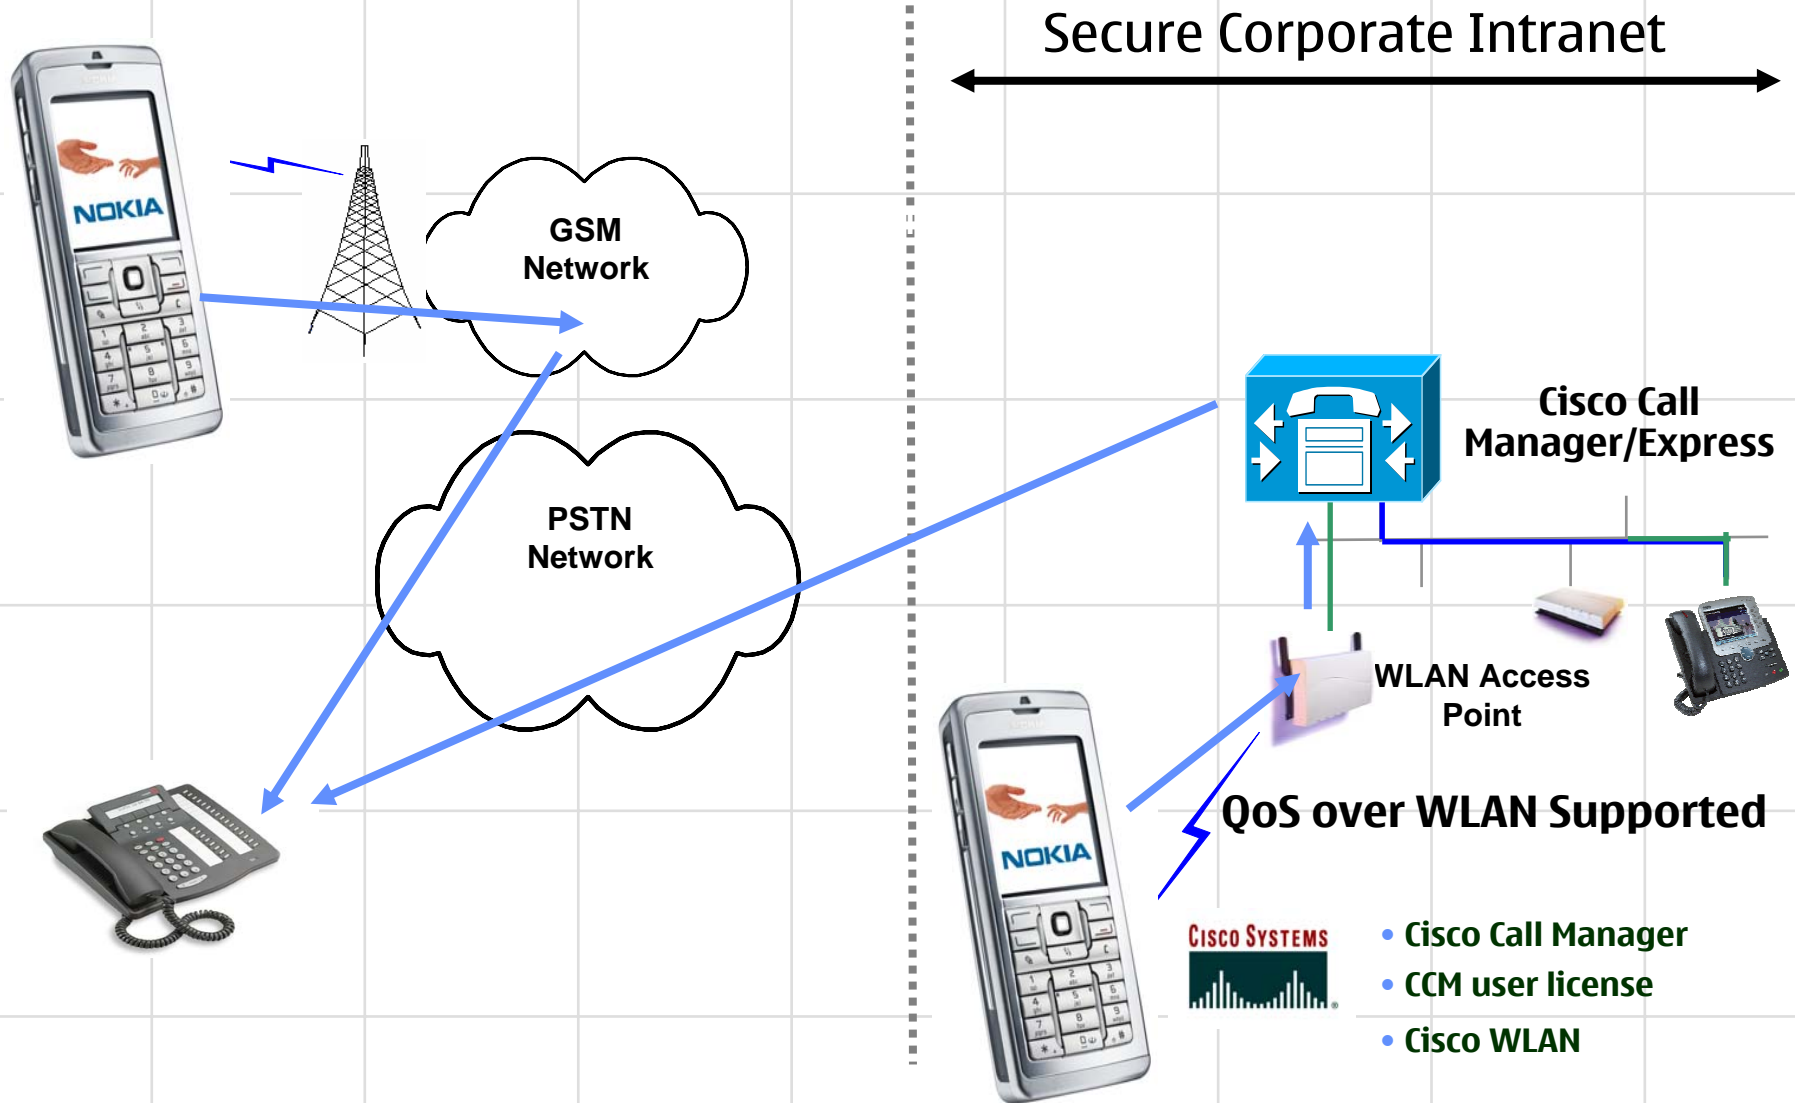 Secure Corporate Intranet
NOKIA
GSM
Network
Cisco Call
Manager/Express
PSTN
Network
WLAN Access
Point
QoS over WLAN Supported
NOKIA
CISCO SYSTEMS
• Cisco Call Manager
• CCM user license
• Cisco WLAN